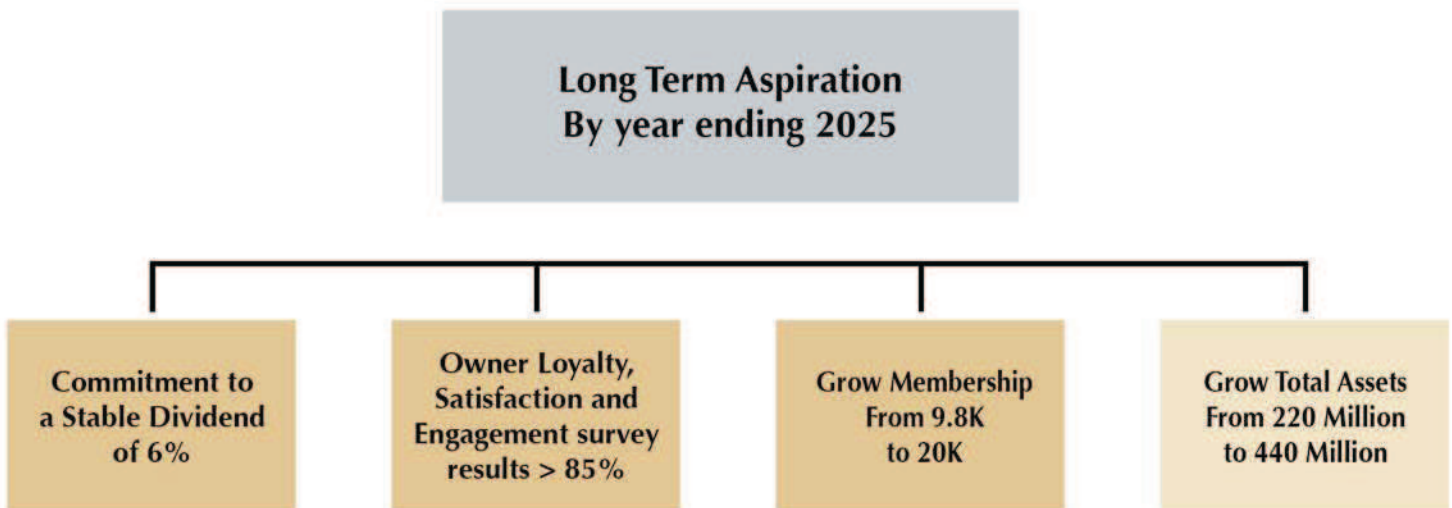 Long Term Aspiration
By year ending 2025
Commitment to
a Stable Dividend
of 6%
Owner Loyalty,
Satisfaction and
Engagement survey
results > 85%
Grow Membership
From 9.8K
to 20K
Grow Total Assets
From 220 Million
to 440 Million